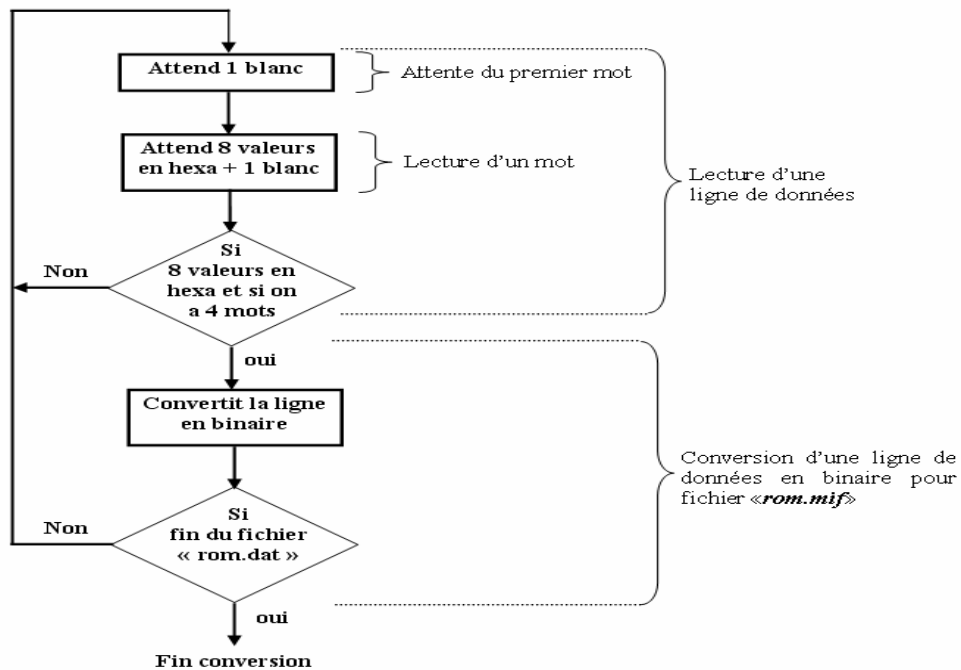 Attend 1 blanc
Attente du premier mot
Attend 8 valeurs
en hexa + 1 blanc
Lecture d'un mot
Lecture d'une
ligne de données
Si
8 valeurs en
hexa et si on
a 4 mots
Non
oui
Convertit la ligne
en binaire
Conversion d'une ligne de
données en binaire pour
fichier «rom.mif»
Si
fin du fichier
« rom.dat »
Non
oui
Fin conversion